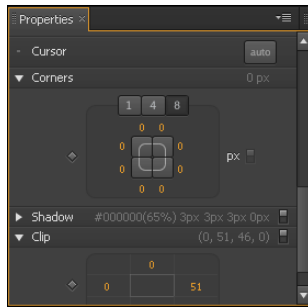 Properties ×
Cursor auto
Corners 0 px
1 4 8
0 0
0 0
px
0 0
0 0
Shadow #000000(65%) 3px 3px 3px 0px
Clip (0, 51, 46, 0)
0
0 51